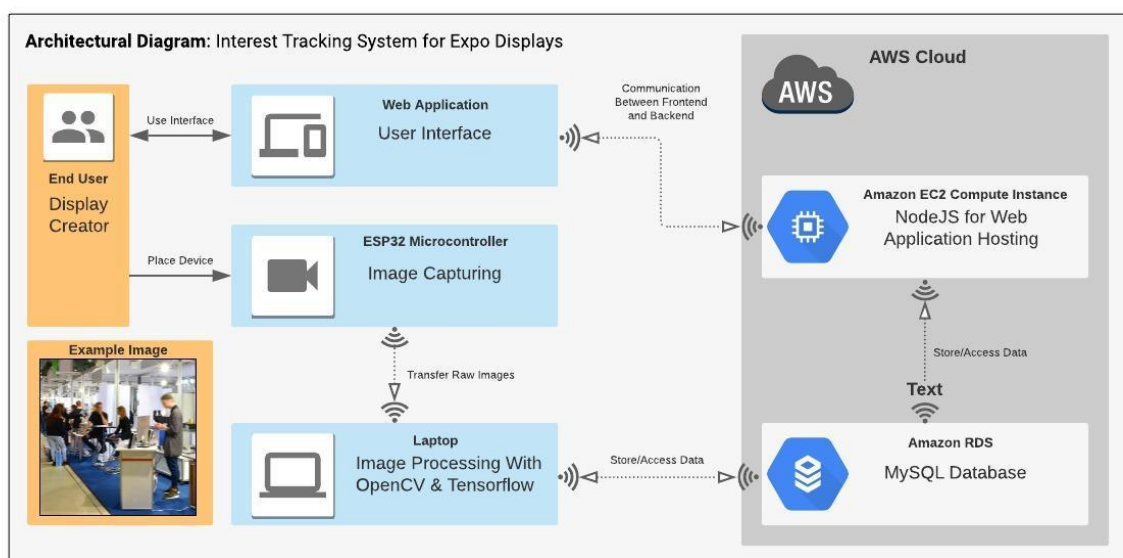 Architectural Diagram: Interest Tracking System for Expo Displays
AWS Cloud
AWS
End User
Display
Creator
Use Interface
Web Application
User Interface
Communication
Between Frontend
and Backend
Amazon EC2 Compute Instance
NodeJS for Web
Application Hosting
Place Device
ESP32 Microcontroller
Image Capturing
Transfer Raw Images
Store/Access Data
Text
Example Image
Laptop
Image Processing With
OpenCV & Tensorflow
Store/Access Data
Amazon RDS
MySQL Database